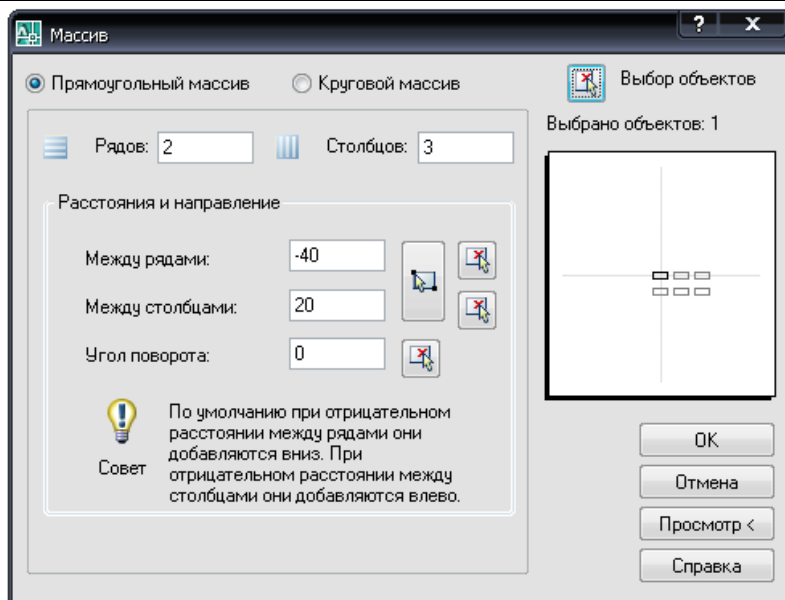 Массив
? x
Прямоугольный массив Круговой массив
Выбор объектов
Выбрано объектов: 1
Рядов: 2 Столбцов: 3
Расстояния и направление
Между рядами: -40
Между столбцами: 20
Угол поворота: 0
Совет
По умолчанию при отрицательном
расстоянии между рядами они
добавляются вниз. При
отрицательном расстоянии между
столбцами они добавляются влево.
OK
Отмена
Просмотр <
Справка